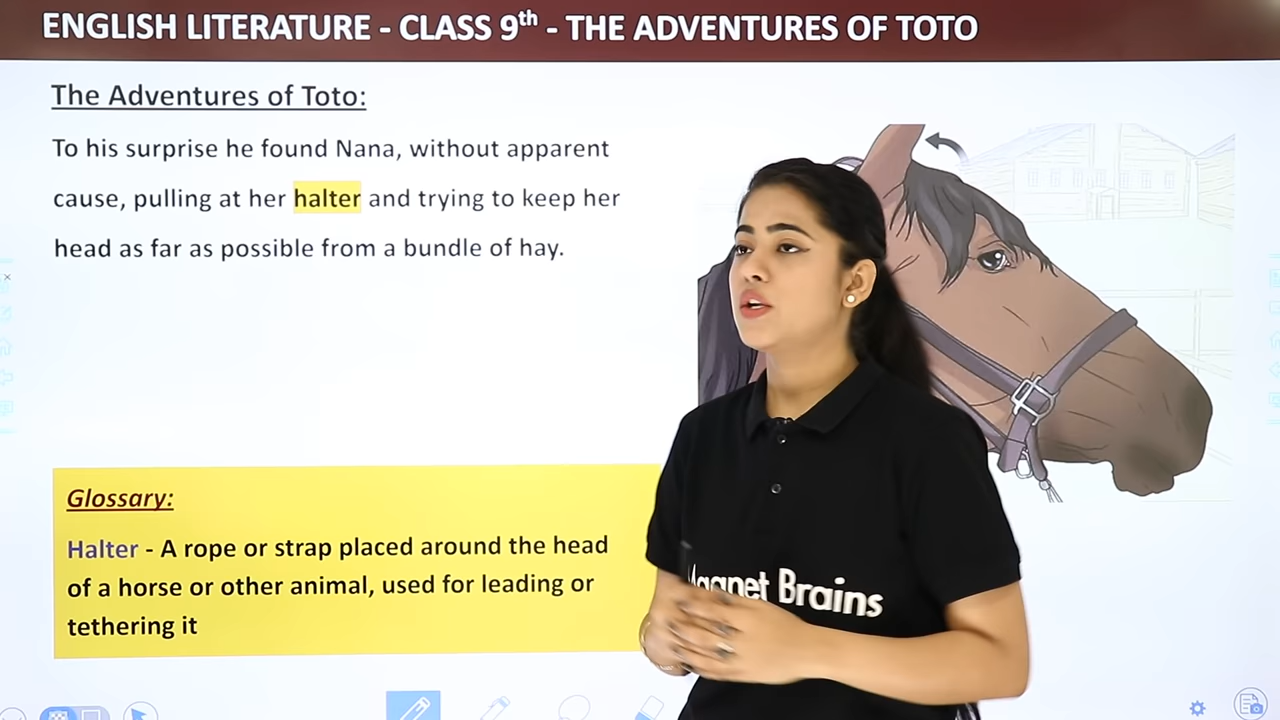 ENGLISH LITERATURE - CLASS 9th - THE ADVENTURES OF TOTO
The Adventures of Toto:
To his surprise he found Nana, without apparent
cause, pulling at her halter and trying to keep her
head as far as possible from a bundle of hay.
Glossary:
Halter - A rope or strap placed around the head
of a horse or other animal, used for leading or
tethering it
Magnet Brains